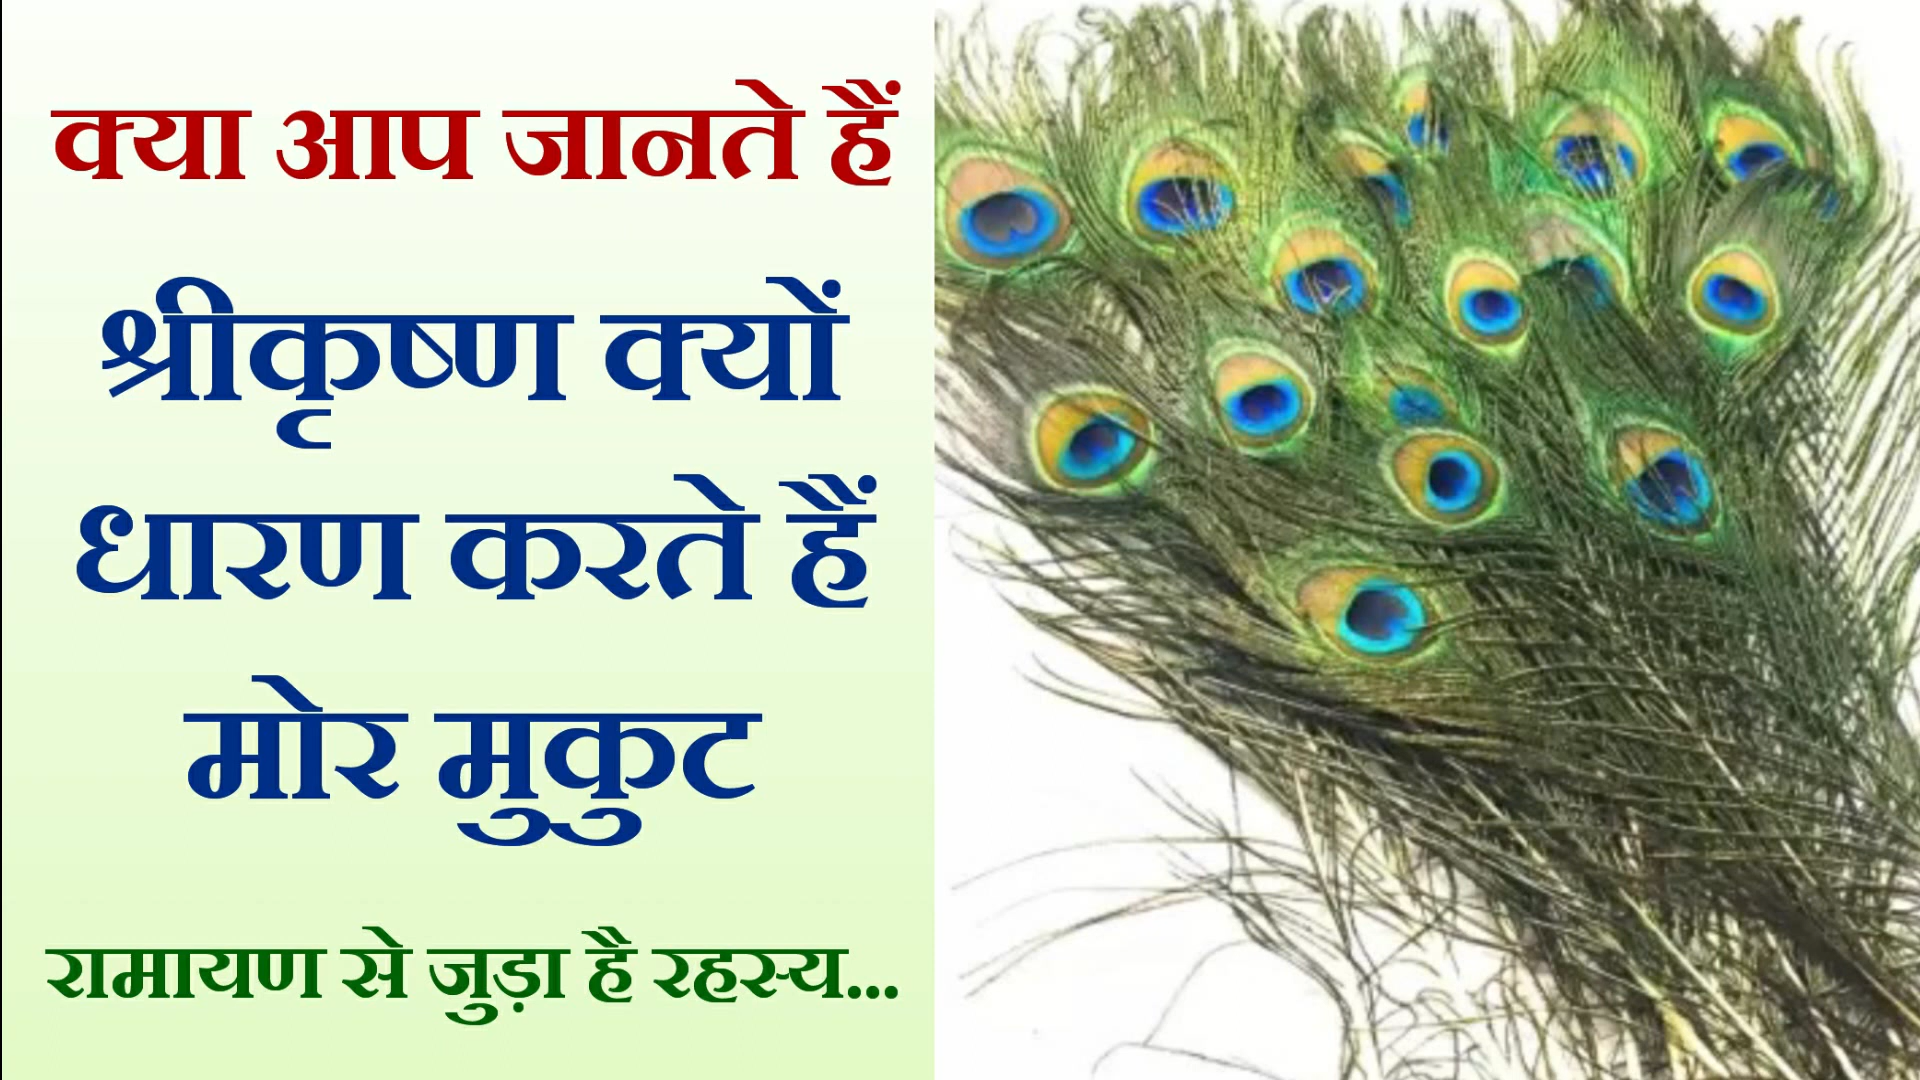 क्या आप जानते हैं
श्रीकृष्ण क्यों
धारण करते हैं
मोर मुकुट
रामायण से जुड़ा है रहस्य...